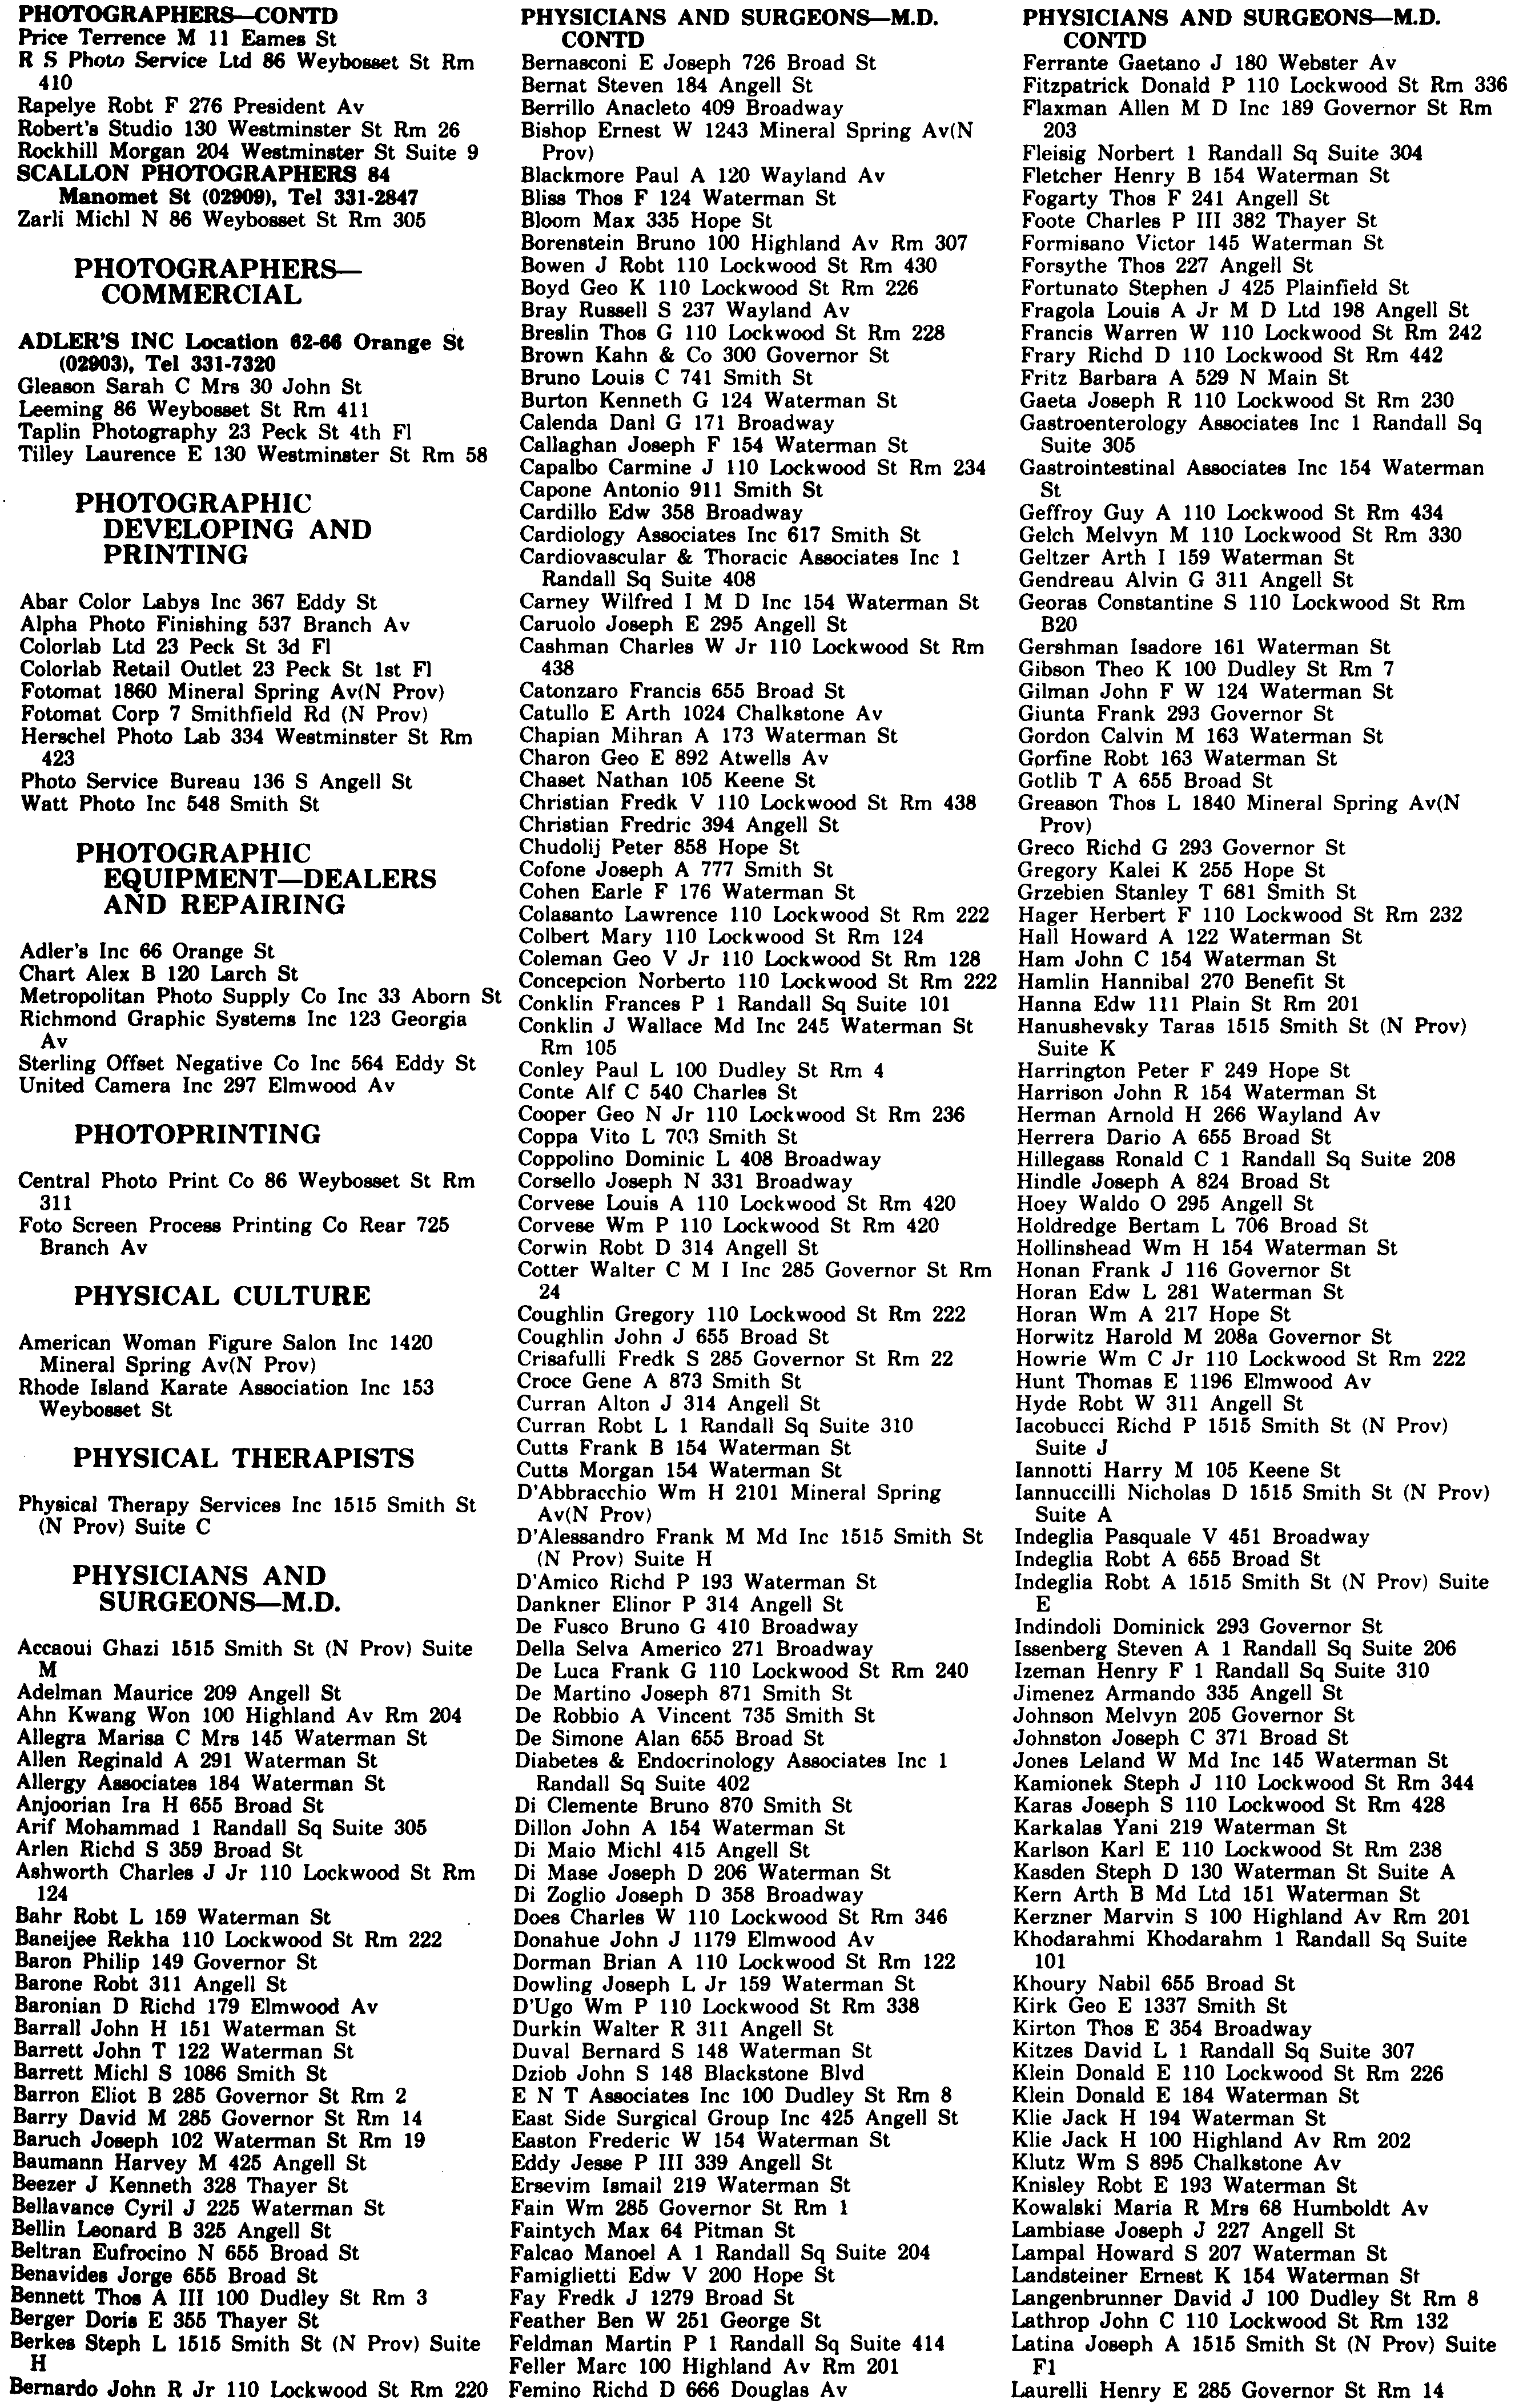 PHOTOGRAPHERS—CONTD
Price Terrence M 11 Eames St
R S Photo Service Ltd 86 Weybosset St Rm
410
Rapelye Robt F 276 President Av
Robert's Studio 130 Westminster St Rm 26
Rockhill Morgan 204 Westminster St Suite 9
SCALLON PHOTOGRAPHERS 84
Manomet St (02909), Tel 331-2847
Zarli Michl N 86 Weybosset St Rm 305
PHOTOGRAPHERS—
COMMERCIAL
ADLER'S INC Location 62-66 Orange St
(02903), Tel 331-7320
Gleason Sarah C Mrs 30 John St
Leeming 86 Weybosset St Rm 411
Taplin Photography 23 Peck St 4th Fl
Tilley Laurence E 130 Westminster St Rm 58
PHOTOGRAPHIC
DEVELOPING AND
PRINTING
Abar Color Labys Inc 367 Eddy St
Alpha Photo Finishing 537 Branch Av
Colorlab Ltd 23 Peck St 3d Fl
Colorlab Retail Outlet 23 Peck St 1st Fl
Fotomat 1860 Mineral Spring Av(N Prov)
Fotomat Corp 7 Smithfield Rd (N Prov)
Herschel Photo Lab 334 Westminster St Rm
423
Photo Service Bureau 136 S Angell St
Watt Photo Inc 548 Smith St
PHOTOGRAPHIC
EQUIPMENT—DEALERS
AND REPAIRING
Adler's Inc 66 Orange St
Chart Alex B 120 Larch St
Metropolitan Photo Supply Co Inc 33 Aborn St
Richmond Graphic Systems Inc 123 Georgia
Av
Sterling Offset Negative Co Inc 564 Eddy St
United Camera Inc 297 Elmwood Av
PHOTOPRINTING
Central Photo Print Co 86 Weybosset St Rm
311
Foto Screen Process Printing Co Rear 725
Branch Av
PHYSICAL CULTURE
American Woman Figure Salon Inc 1420
Mineral Spring Av(N Prov)
Rhode Island Karate Association Inc 153
Weybosset St
PHYSICAL THERAPISTS
Physical Therapy Services Inc 1515 Smith St
(N Prov) Suite C
PHYSICIANS AND
SURGEONS—M.D.
Accaoui Ghazi 1515 Smith St (N Prov) Suite
M
Adelman Maurice 209 Angell St
Ahn Kwang Won 100 Highland Av Rm 204
Allegra Marisa C Mrs 145 Waterman St
Allen Reginald A 291 Waterman St
Allergy Associates 184 Waterman St
Anjoorian Ira H 655 Broad St
Arif Mohammad 1 Randall Sq Suite 305
Arlen Richd S 359 Broad St
Ashworth Charles J Jr 110 Lockwood St Rm
124
Bahr Robt L 159 Waterman St
Baneijee Rekha 110 Lockwood St Rm 222
Baron Philip 149 Governor St
Barone Robt 311 Angell St
Baronian D Richd 179 Elmwood Av
Barrall John H 151 Waterman St
Barrett John T 122 Waterman St
Barrett Michl S 1086 Smith St
Barron Eliot B 285 Governor St Rm 2
Barry David M 285 Governor St Rm 14
Baruch Joseph 102 Waterman St Rm 19
Baumann Harvey M 425 Angell St
Beezer J Kenneth 328 Thayer St
Bellavance Cyril J 225 Waterman St
Bellin Leonard B 325 Angell St
Beltran Eufrocino N 655 Broad St
Benavides Jorge 655 Broad St
Bennett Thos A III 100 Dudley St Rm 3
Berger Doris E 355 Thayer St
Berkes Steph L 1515 Smith St (N Prov) Suite
H
Bernardo John R Jr 110 Lockwood St Rm 220
PHYSICIANS AND SURGEONS—M.D.
CONTD
Bernasconi E Joseph 726 Broad St
Bernat Steven 184 Angell St
Berrillo Anacleto 409 Broadway
Bishop Ernest W 1243 Mineral Spring Av(N
Prov)
Blackmore Paul A 120 Wayland Av
Bliss Thos F 124 Waterman St
Bloom Max 335 Hope St
Borenstein Bruno 100 Highland Av Rm 307
Bowen J Robt 110 Lockwood St Rm 430
Boyd Geo K 110 Lockwood St Rm 226
Bray Russell S 237 Wayland Av
Breslin Thos G 110 Lockwood St Rm 228
Brown Kahn & Co 300 Governor St
Bruno Louis C 741 Smith St
Burton Kenneth G 124 Waterman St
Calenda Danl G 171 Broadway
Callaghan Joseph F 154 Waterman St
Capalbo Carmine J 110 Lockwood St Rm 234
Capone Antonio 911 Smith St
Cardillo Edw 358 Broadway
Cardiology Associates Inc 617 Smith St
Cardiovascular & Thoracic Associates Inc 1
Randall Sq Suite 408
Carney Wilfred I M D Inc 154 Waterman St
Caruolo Joseph E 295 Angell St
Cashman Charles W Jr 110 Lockwood St Rm
438
Catonzaro Francis 655 Broad St
Catullo E Arth 1024 Chalkstone Av
Chapian Mihran A 173 Waterman St
Charon Geo E 892 Atwells Av
Chaset Nathan 105 Keene St
Christian Fredk V 110 Lockwood St Rm 438
Christian Fredric 394 Angell St
Chudolij Peter 858 Hope St
Cofone Joseph A 777 Smith St
Cohen Earle F 176 Waterman St
Colasanto Lawrence 110 Lockwood St Rm 222
Colbert Mary 110 Lockwood St Rm 124
Coleman Geo V Jr 110 Lockwood St Rm 128
Concepcion Norberto 110 Lockwood St Rm 222
Conklin Frances P 1 Randall Sq Suite 101
Conklin J Wallace Md Inc 245 Waterman St
Rm 105
Conley Paul L 100 Dudley St Rm 4
Conte Alf C 540 Charles St
Cooper Geo N Jr 110 Lockwood St Rm 236
Coppa Vito L 703 Smith St
Coppolino Dominic L 408 Broadway
Corsello Joseph N 331 Broadway
Corvese Louis A 110 Lockwood St Rm 420
Corvese Wm P 110 Lockwood St Rm 420
Corwin Robt D 314 Angell St
Cotter Walter C M I Inc 285 Governor St Rm
24
Coughlin Gregory 110 Lockwood St Rm 222
Coughlin John J 655 Broad St
Crisafulli Fredk S 285 Governor St Rm 22
Croce Gene A 873 Smith St
Curran Alton J 314 Angell St
Curran Robt L 1 Randall Sq Suite 310
Cutts Frank B 154 Waterman St
Cutts Morgan 154 Waterman St
D'Abbracchio Wm H 2101 Mineral Spring
Av(N Prov)
D'Alessandro Frank M Md Inc 1515 Smith St
(N Prov) Suite H
D'Amico Richd P 193 Waterman St
Dankner Elinor P 314 Angell St
De Fusco Bruno G 410 Broadway
Della Selva Americo 271 Broadway
De Luca Frank G 110 Lockwood St Rm 240
De Martino Joseph 871 Smith St
De Robbio A Vincent 735 Smith St
De Simone Alan 655 Broad St
Diabetes & Endocrinology Associates Inc 1
Randall Sq Suite 402
Di Clemente Bruno 870 Smith St
Dillon John A 154 Waterman St
Di Maio Michl 415 Angell St
Di Mase Joseph D 206 Waterman St
Di Zoglio Joseph D 358 Broadway
Does Charles W 110 Lockwood St Rm 346
Donahue John J 1179 Elmwood Av
Dorman Brian A 110 Lockwood St Rm 122
Dowling Joseph L Jr 159 Waterman St
D'Ugo Wm P 110 Lockwood St Rm 338
Durkin Walter R 311 Angell St
Duval Bernard S 148 Waterman St
Dziob John S 148 Blackstone Blvd
E N T Associates Inc 100 Dudley St Rm 8
East Side Surgical Group Inc 425 Angell St
Easton Frederic W 154 Waterman St
Eddy Jesse P III 339 Angell St
Ersevim Ismail 219 Waterman St
Fain Wm 285 Governor St Rm 1
Faintych Max 64 Pitman St
Falcao Manoel A 1 Randall Sq Suite 204
Famiglietti Edw V 200 Hope St
Fay Fredk J 1279 Broad St
Feather Ben W 251 George St
Feldman Martin P 1 Randall Sq Suite 414
Feller Marc 100 Highland Av Rm 201
Femino Richd D 666 Douglas Av
PHYSICIANS AND SURGEONS—M.D.
CONTD
Ferrante Gaetano J 180 Webster Av
Fitzpatrick Donald P 110 Lockwood St Rm 336
Flaxman Allen M D Inc 189 Governor St Rm
203
Fleisig Norbert 1 Randall Sq Suite 304
Fletcher Henry B 154 Waterman St
Fogarty Thos F 241 Angell St
Foote Charles P III 382 Thayer St
Formisano Victor 145 Waterman St
Forsythe Thos 227 Angell St
Fortunato Stephen J 425 Plainfield St
Fragola Louis A Jr M D Ltd 198 Angell St
Francis Warren W 110 Lockwood St Rm 242
Frary Richd D 110 Lockwood St Rm 442
Fritz Barbara A 529 N Main St
Gaeta Joseph R 110 Lockwood St Rm 230
Gastroenterology Associates Inc 1 Randall Sq
Suite 305
Gastrointestinal Associates Inc 154 Waterman
St
Geffroy Guy A 110 Lockwood St Rm 434
Gelch Melvyn M 110 Lockwood St Rm 330
Geltzer Arth I 159 Waterman St
Gendreau Alvin G 311 Angell St
Georas Constantine S 110 Lockwood St Rm
B20
Gershman Isadore 161 Waterman St
Gibson Theo K 100 Dudley St Rm 7
Gilman John F W 124 Waterman St
Giunta Frank 293 Governor St
Gordon Calvin M 163 Waterman St
Gorfine Robt 163 Waterman St
Gotlib T A 655 Broad St
Greason Thos L 1840 Mineral Spring Av(N
Prov)
Greco Richd G 293 Governor St
Gregory Kalei K 255 Hope St
Grzebien Stanley T 681 Smith St
Hager Herbert F 110 Lockwood St Rm 232
Hall Howard A 122 Waterman St
Ham John C 154 Waterman St
Hamlin Hannibal 270 Benefit St
Hanna Edw 111 Plain St Rm 201
Hanushevsky Taras 1515 Smith St (N Prov)
Suite K
Harrington Peter F 249 Hope St
Harrison John R 154 Waterman St
Herman Arnold H 266 Wayland Av
Herrera Dario A 655 Broad St
Hillegass Ronald C 1 Randall Sq Suite 208
Hindle Joseph A 824 Broad St
Hoey Waldo O 295 Angell St
Holdredge Bertam L 706 Broad St
Hollinshead Wm H 154 Waterman St
Honan Frank J 116 Governor St
Horan Edw L 281 Waterman St
Horan Wm A 217 Hope St
Horwitz Harold M 208a Governor St
Howrie Wm C Jr 110 Lockwood St Rm 222
Hunt Thomas E 1196 Elmwood Av
Hyde Robt W 311 Angell St
Iacobucci Richd P 1515 Smith St (N Prov)
Suite J
Iannotti Harry M 105 Keene St
Iannuccilli Nicholas D 1515 Smith St (N Prov)
Suite A
Indeglia Pasquale V 451 Broadway
Indeglia Robt A 655 Broad St
Indeglia Robt A 1515 Smith St (N Prov) Suite
E
Indindoli Dominick 293 Governor St
Issenberg Steven A 1 Randall Sq Suite 206
Izeman Henry F 1 Randall Sq Suite 310
Jimenez Armando 335 Angell St
Johnson Melvyn 205 Governor St
Johnston Joseph C 371 Broad St
Jones Leland W Md Inc 145 Waterman St
Kamionek Steph J 110 Lockwood St Rm 344
Karas Joseph S 110 Lockwood St Rm 428
Karkalas Yani 219 Waterman St
Karlson Karl E 110 Lockwood St Rm 238
Kasden Steph D 130 Waterman St Suite A
Kern Arth B Md Ltd 151 Waterman St
Kerzner Marvin S 100 Highland Av Rm 201
Khodarahmi Khodarahm 1 Randall Sq Suite
101
Khoury Nabil 655 Broad St
Kirk Geo E 1337 Smith St
Kirton Thos E 354 Broadway
Kitzes David L 1 Randall Sq Suite 307
Klein Donald E 110 Lockwood St Rm 226
Klein Donald E 184 Waterman St
Klie Jack H 194 Waterman St
Klie Jack H 100 Highland Av Rm 202
Klutz Wm S 895 Chalkstone Av
Knisley Robt E 193 Waterman St
Kowalski Maria R Mrs 68 Humboldt Av
Lambiase Joseph J 227 Angell St
Lampal Howard S 207 Waterman St
Landsteiner Ernest K 154 Waterman St
Langenbrunner David J 100 Dudley St Rm 8
Lathrop John C 110 Lockwood St Rm 132
Latina Joseph A 1515 Smith St (N Prov) Suite
F1
Laurelli Henry E 285 Governor St Rm 14